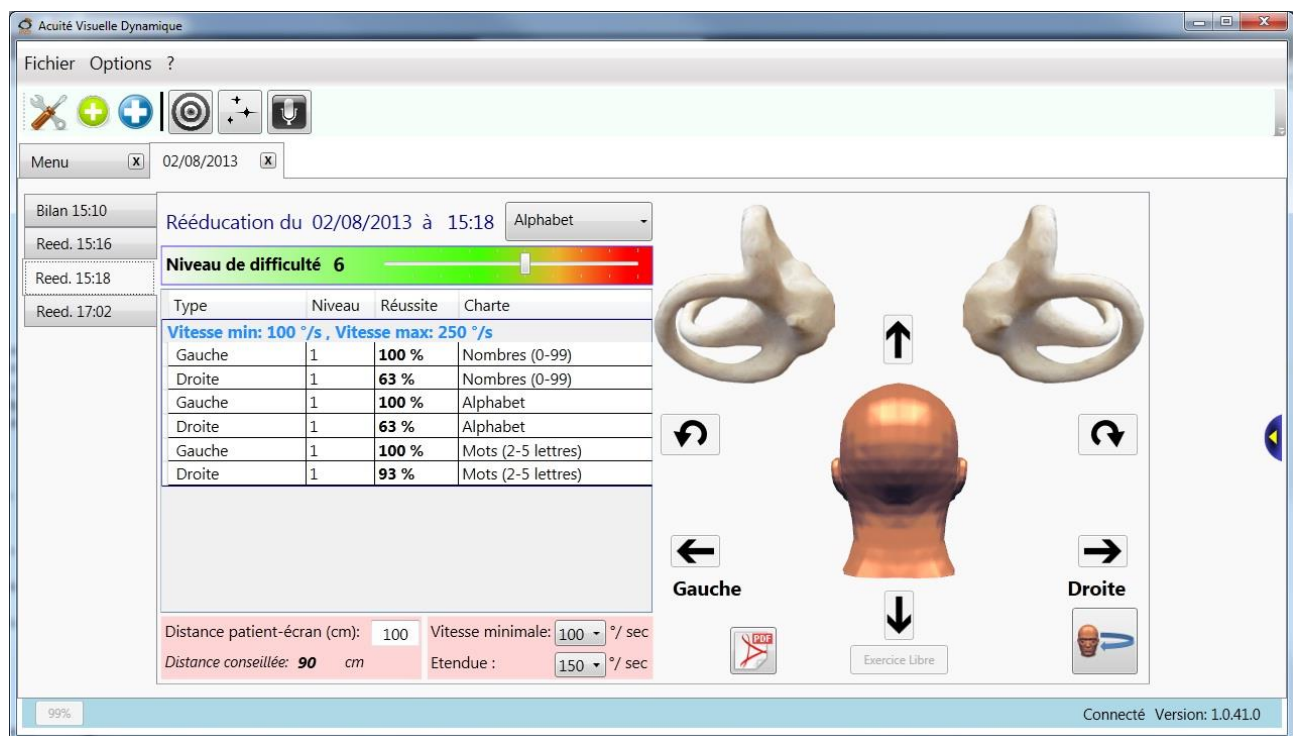 Acuité Visuelle Dynamique
Fichier Options ?
Menu X 02/08/2013 X
Bilan 15:10
Reed. 15:16
Reed. 15:18
Reed. 17:02
Rééducation du 02/08/2013 à 15:18 Alphabet
Niveau de difficulté 6
Type Niveau Réussite Charte
Vitesse min: 100 °/s , Vitesse max: 250 °/s
Gauche 1 100 % Nombres (0-99)
Droite 1 63 % Nombres (0-99)
Gauche 1 100 % Alphabet
Droite 1 63 % Alphabet
Gauche 1 100 % Mots (2-5 lettres)
Droite 1 93 % Mots (2-5 lettres)
Distance patient-écran (cm): 100 Vitesse minimale: 100 °/ sec
Distance conseillée: 90 cm Etendue : 150 °/ sec
Gauche Droite
PDF
Exercice Libre
99% Connecté Version: 1.0.41.0